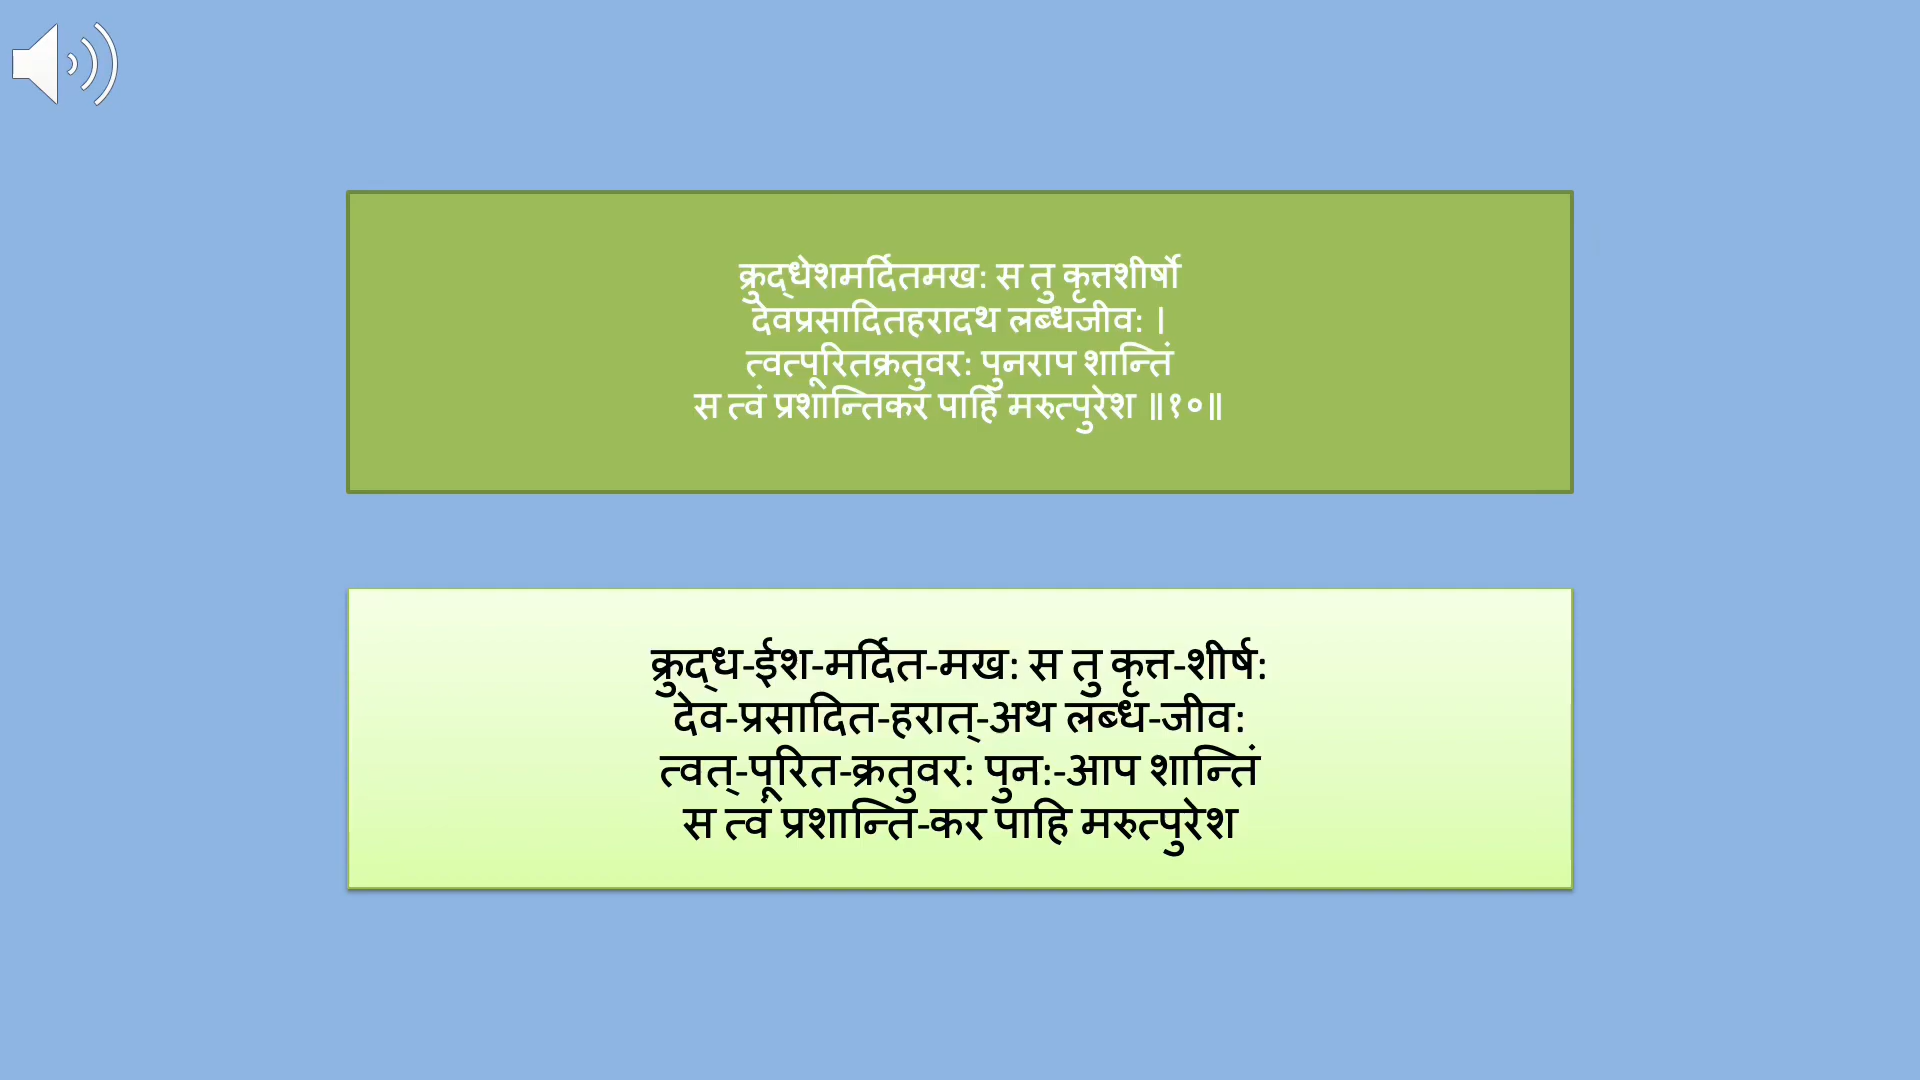 क्रुद्धेशमर्दितमख: स तु कृत्तशीर्षो
देवप्रसादितहरादथ लब्धजीव: |
त्वत्पूरितक्रतुवर: पुनराप शान्तिं
स त्वं प्रशान्तिकर पाहि मरुत्पुरेश ॥१०॥
क्रुद्ध-ईश-मर्दित-मख: स तु कृत्त-शीर्ष:
देव-प्रसादित-हरात्-अथ लब्ध-जीव:
त्वत्-पूरित-क्रतुवर: पुन:-आप शान्तिं
स त्वं प्रशान्ति-कर पाहि मरुत्पुरेश